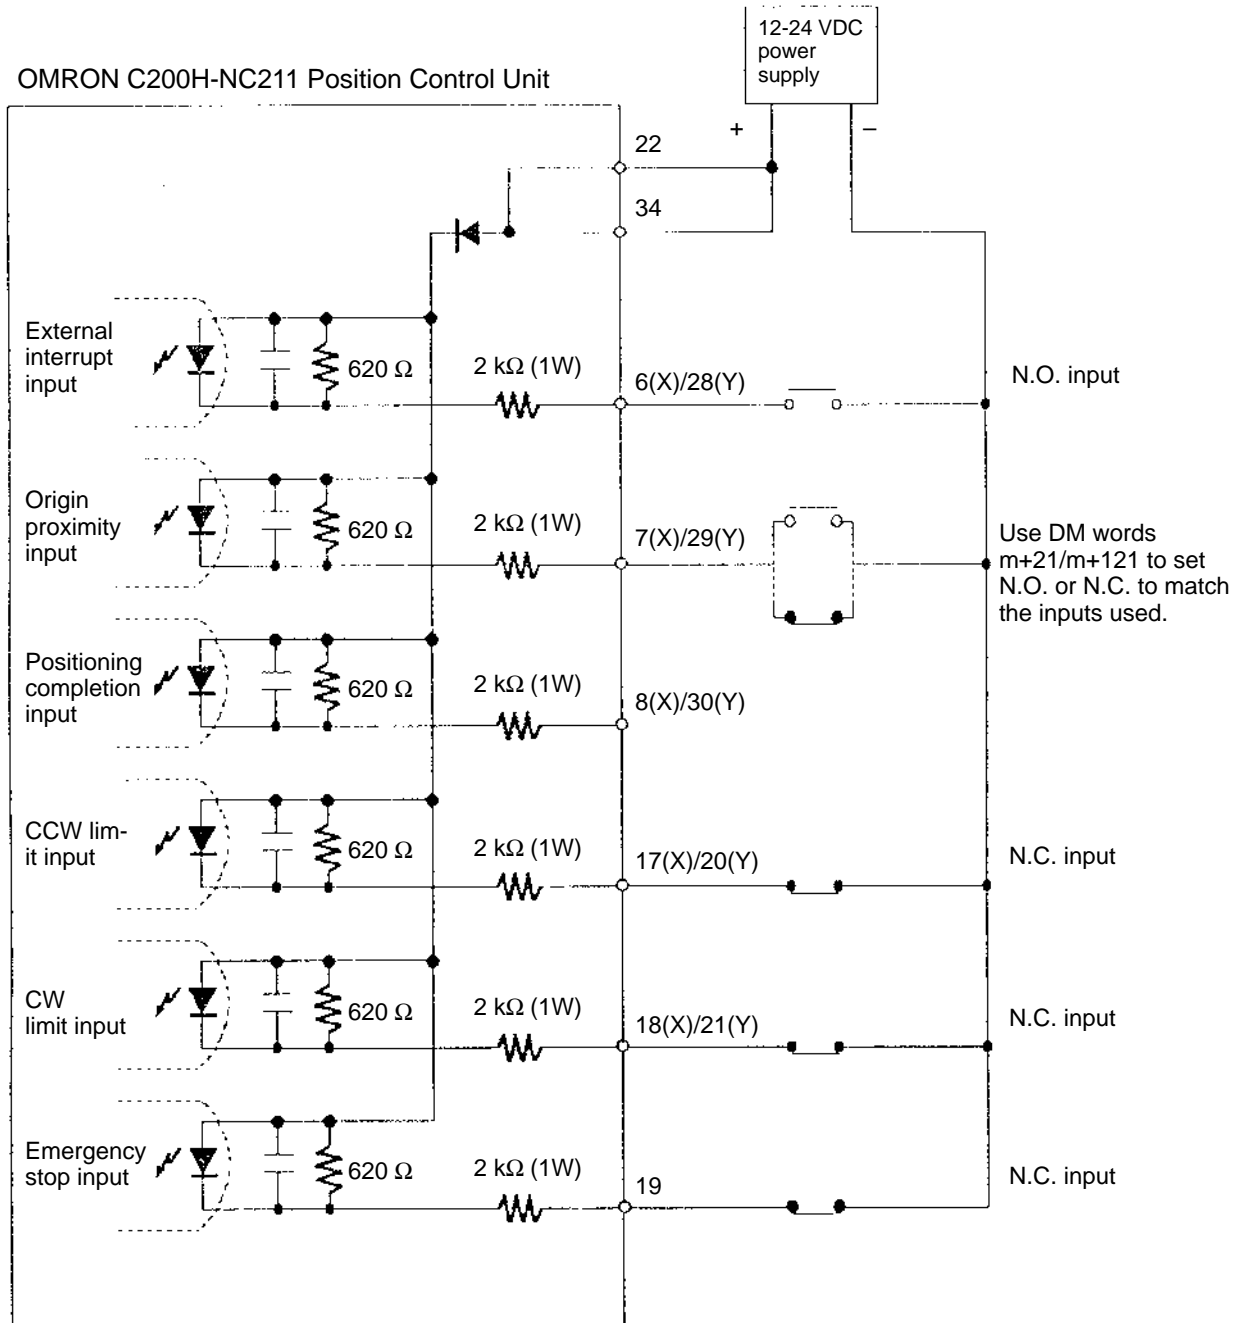 12-24 VDC
power
supply
OMRON C200H-NC211 Position Control Unit
+
–
22
34
External
interrupt
input
620 Ω
2 kΩ (1W)
6(X)/28(Y)
N.O. input
Origin
proximity
input
620 Ω
2 kΩ (1W)
7(X)/29(Y)
Use DM words
m+21/m+121 to set
N.O. or N.C. to match
the inputs used.
Positioning
completion
input
620 Ω
2 kΩ (1W)
8(X)/30(Y)
CCW lim-
it input
620 Ω
2 kΩ (1W)
17(X)/20(Y)
N.C. input
CW
limit input
620 Ω
2 kΩ (1W)
18(X)/21(Y)
N.C. input
Emergency
stop input
620 Ω
2 kΩ (1W)
19
N.C. input